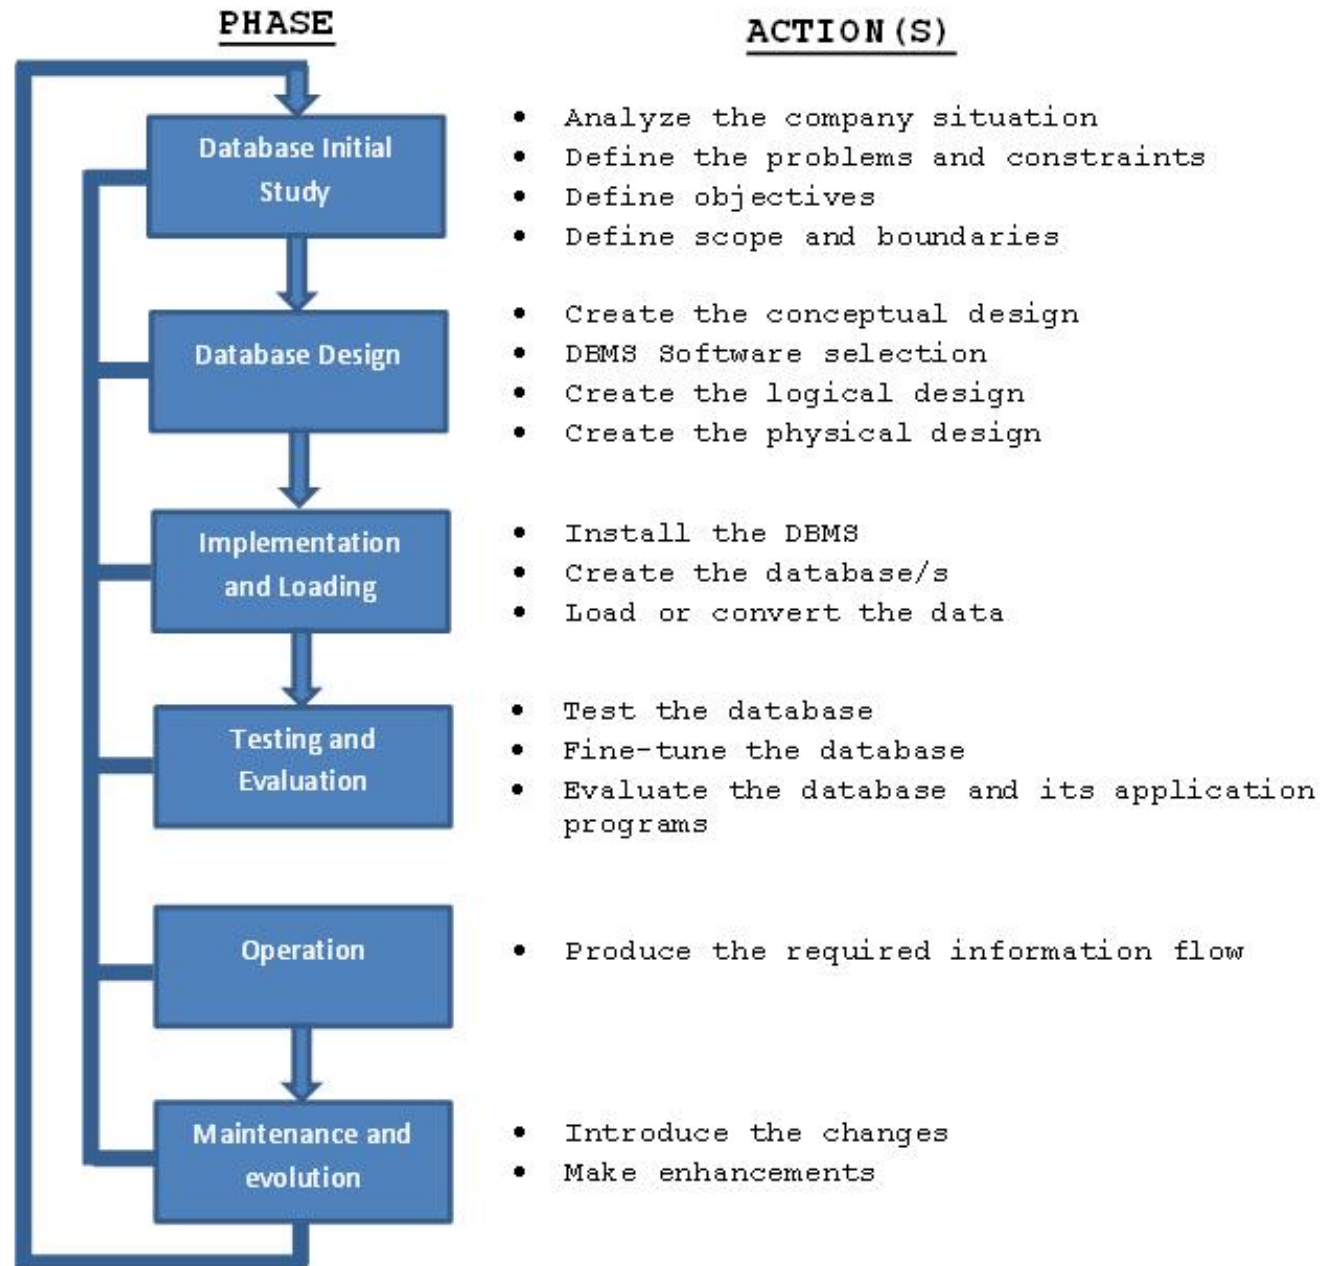 PHASE
ACTION(S)
Database Initial
Study
• Analyze the company situation
• Define the problems and constraints
• Define objectives
• Define scope and boundaries
Database Design
• Create the conceptual design
• DBMS Software selection
• Create the logical design
• Create the physical design
Implementation
and Loading
• Install the DBMS
• Create the database/s
• Load or convert the data
Testing and
Evaluation
• Test the database
• Fine-tune the database
• Evaluate the database and its application
programs
Operation
• Produce the required information flow
Maintenance and
evolution
• Introduce the changes
• Make enhancements